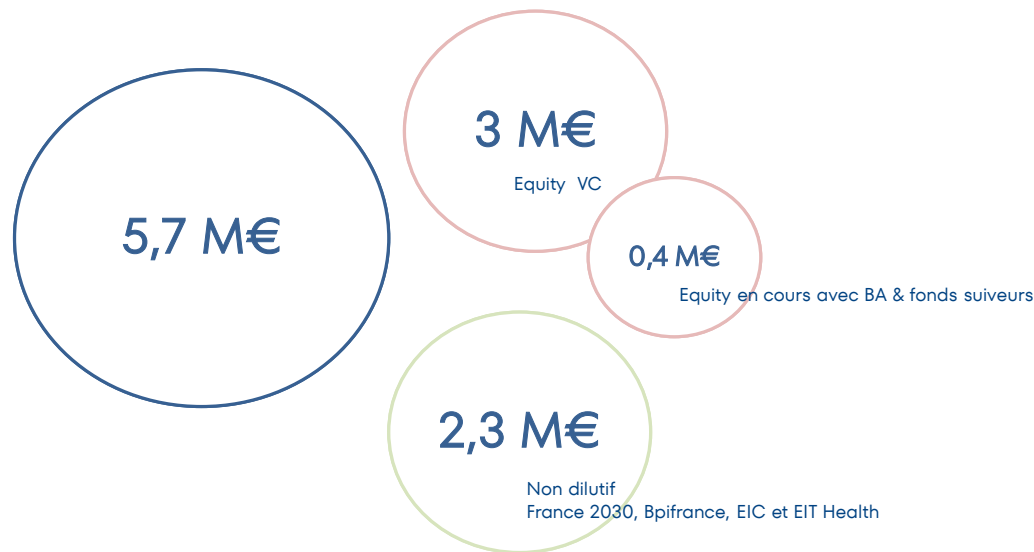 5,7 M€
3 M€
Equity  VC
0,4 M€
Equity en cours avec BA & fonds suiveurs
2,3 M€
Non dilutif
France 2030, Bpifrance, EIC et EIT Health